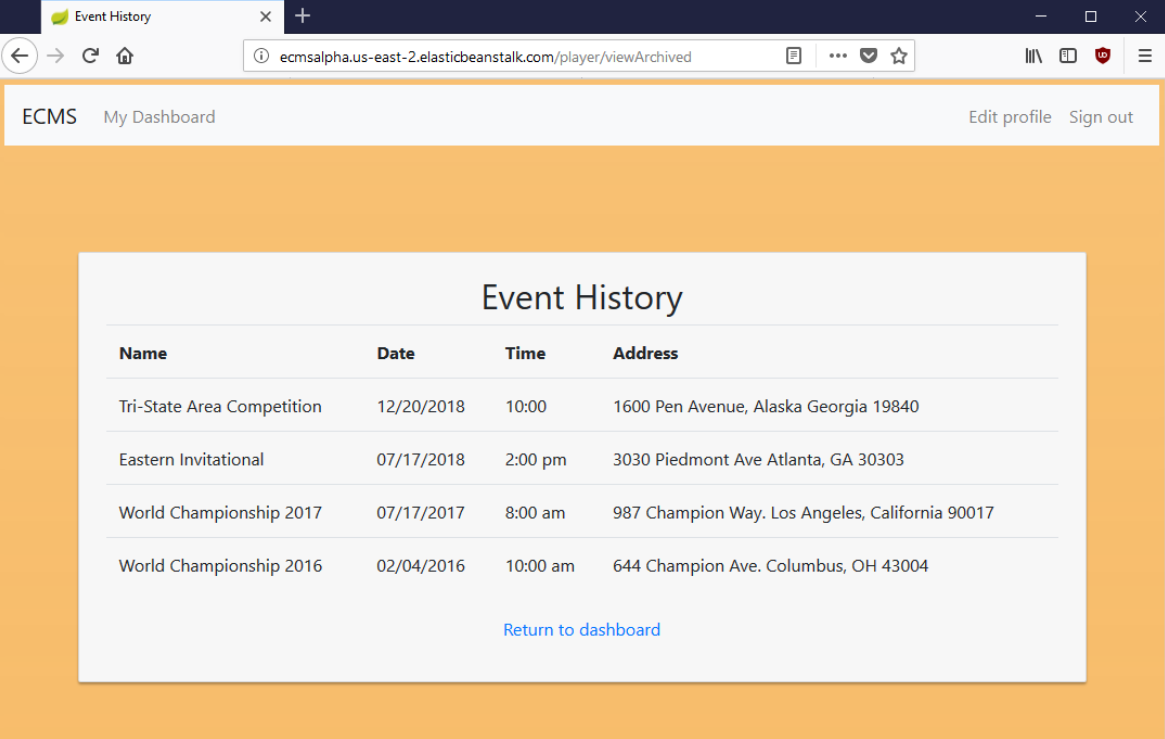 Event History
ecmsalpha.us-east-2.elasticbeanstalk.com/player/viewArchived
ECMS My Dashboard Edit profile Sign out
Event History
Name Date Time Address
Tri-State Area Competition 12/20/2018 10:00 1600 Pen Avenue, Alaska Georgia 19840
Eastern Invitational 07/17/2018 2:00 pm 3030 Piedmont Ave Atlanta, GA 30303
World Championship 2017 07/17/2017 8:00 am 987 Champion Way. Los Angeles, California 90017
World Championship 2016 02/04/2016 10:00 am 644 Champion Ave. Columbus, OH 43004
Return to dashboard